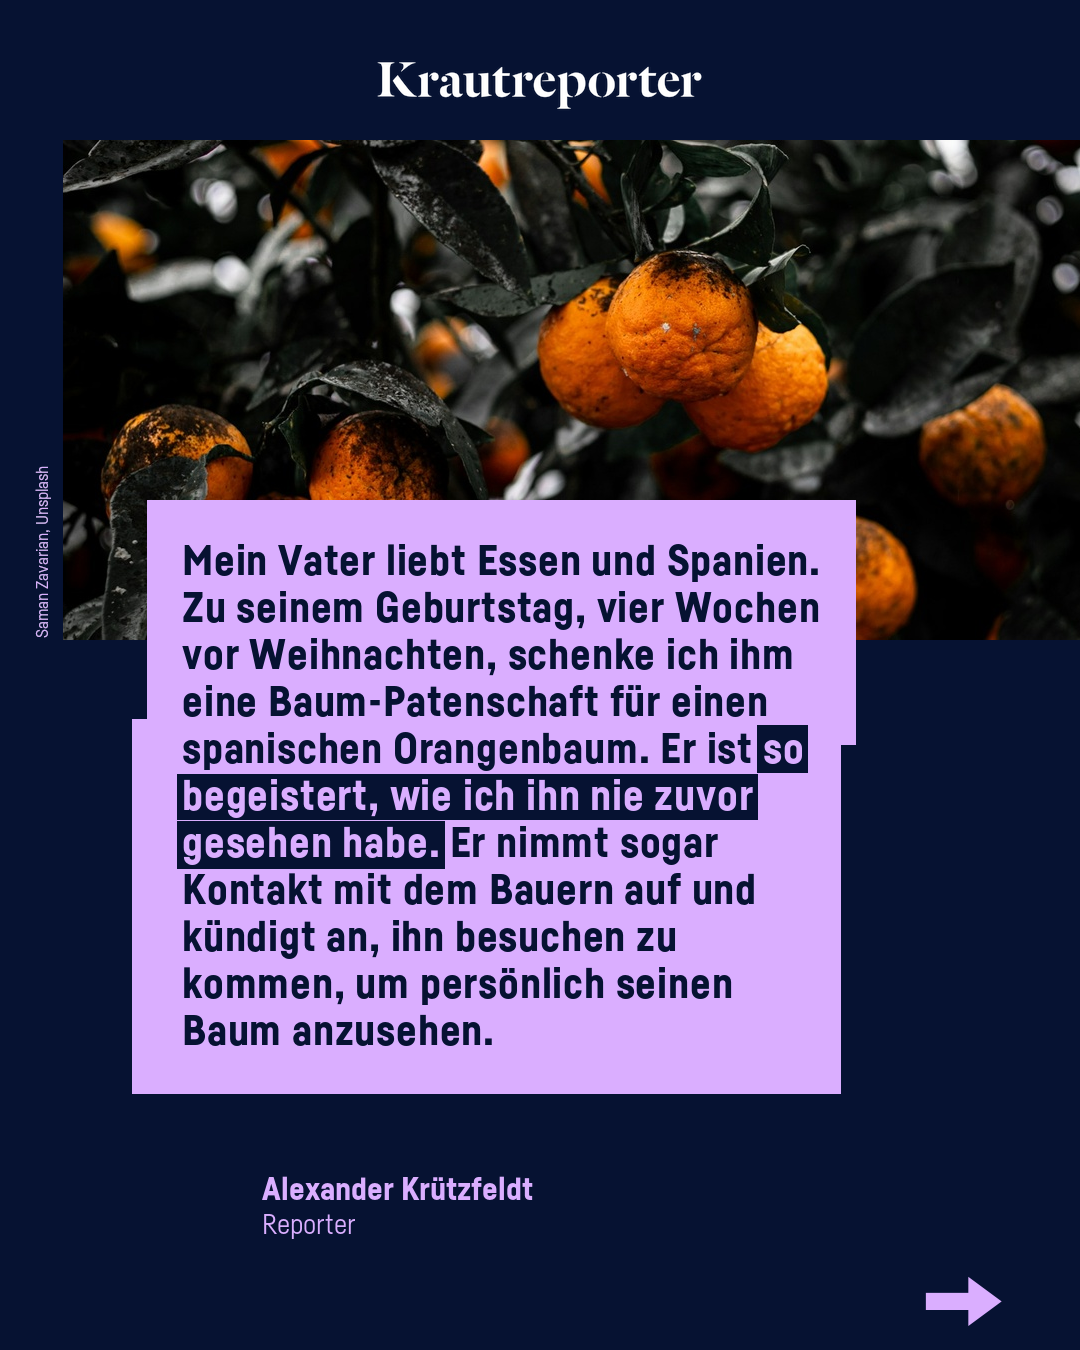 Krautreporter
Saman Zavarian, Unsplash
Mein Vater liebt Essen und Spanien.
Zu seinem Geburtstag, vier Wochen
vor Weihnachten, schenke ich ihm
eine Baum-Patenschaft für einen
spanischen Orangenbaum. Er ist so
begeistert, wie ich ihn nie zuvor
gesehen habe. Er nimmt sogar
Kontakt mit dem Bauern auf und
kündigt an, ihn besuchen zu
kommen, um persönlich seinen
Baum anzusehen.
Alexander Krützfeldt
Reporter